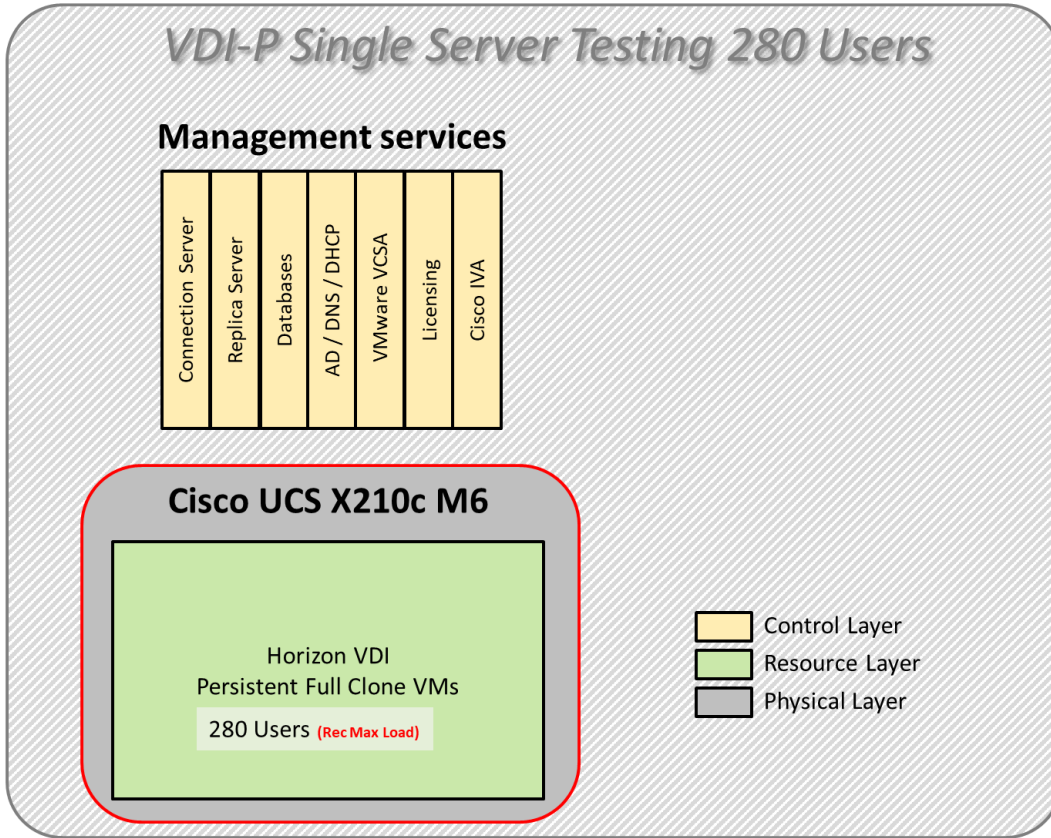 VDI-P Single Server Testing 280 Users
Management services
Connection Server
Replica Server
Databases
AD / DNS / DHCP
VMware VCSA
Licensing
Cisco IVA
Cisco UCS X210c M6
Horizon VDI
Persistent Full Clone VMs
280 Users (Rec Max Load)
Control Layer
Resource Layer
Physical Layer